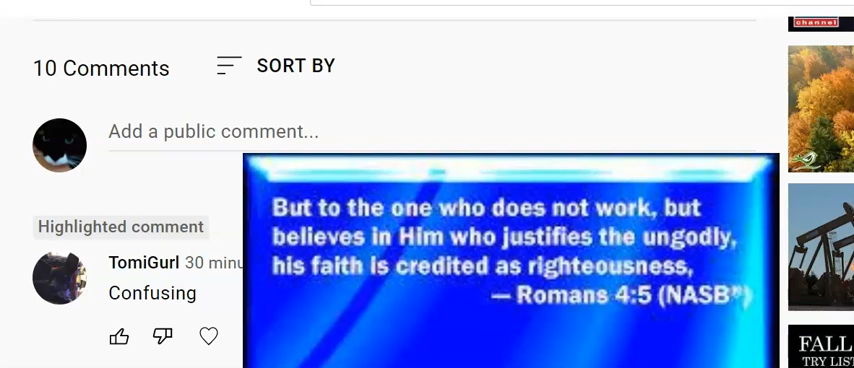 channel
10 Comments
SORT BY
Add a public comment...
But to the one who does not work, but
believes in Him who justifies the ungodly,
his faith is credited as righteousness,
— Romans 4:5 (NASB®)
Highlighted comment
TomiGurl 30 minu
Confusing
FALL
TRY LIST